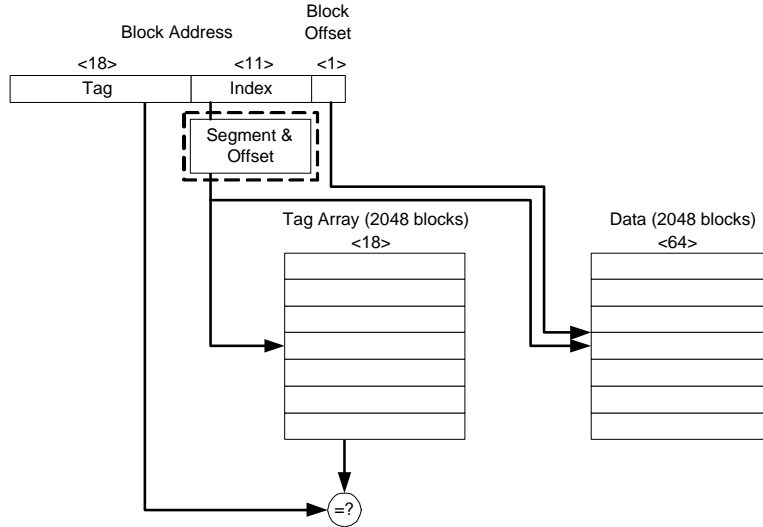 Block Address
Block
Offset
<18>
<11>
<1>
Tag
Index
Segment &
Offset
Tag Array (2048 blocks)
<18>
Data (2048 blocks)
<64>
=?